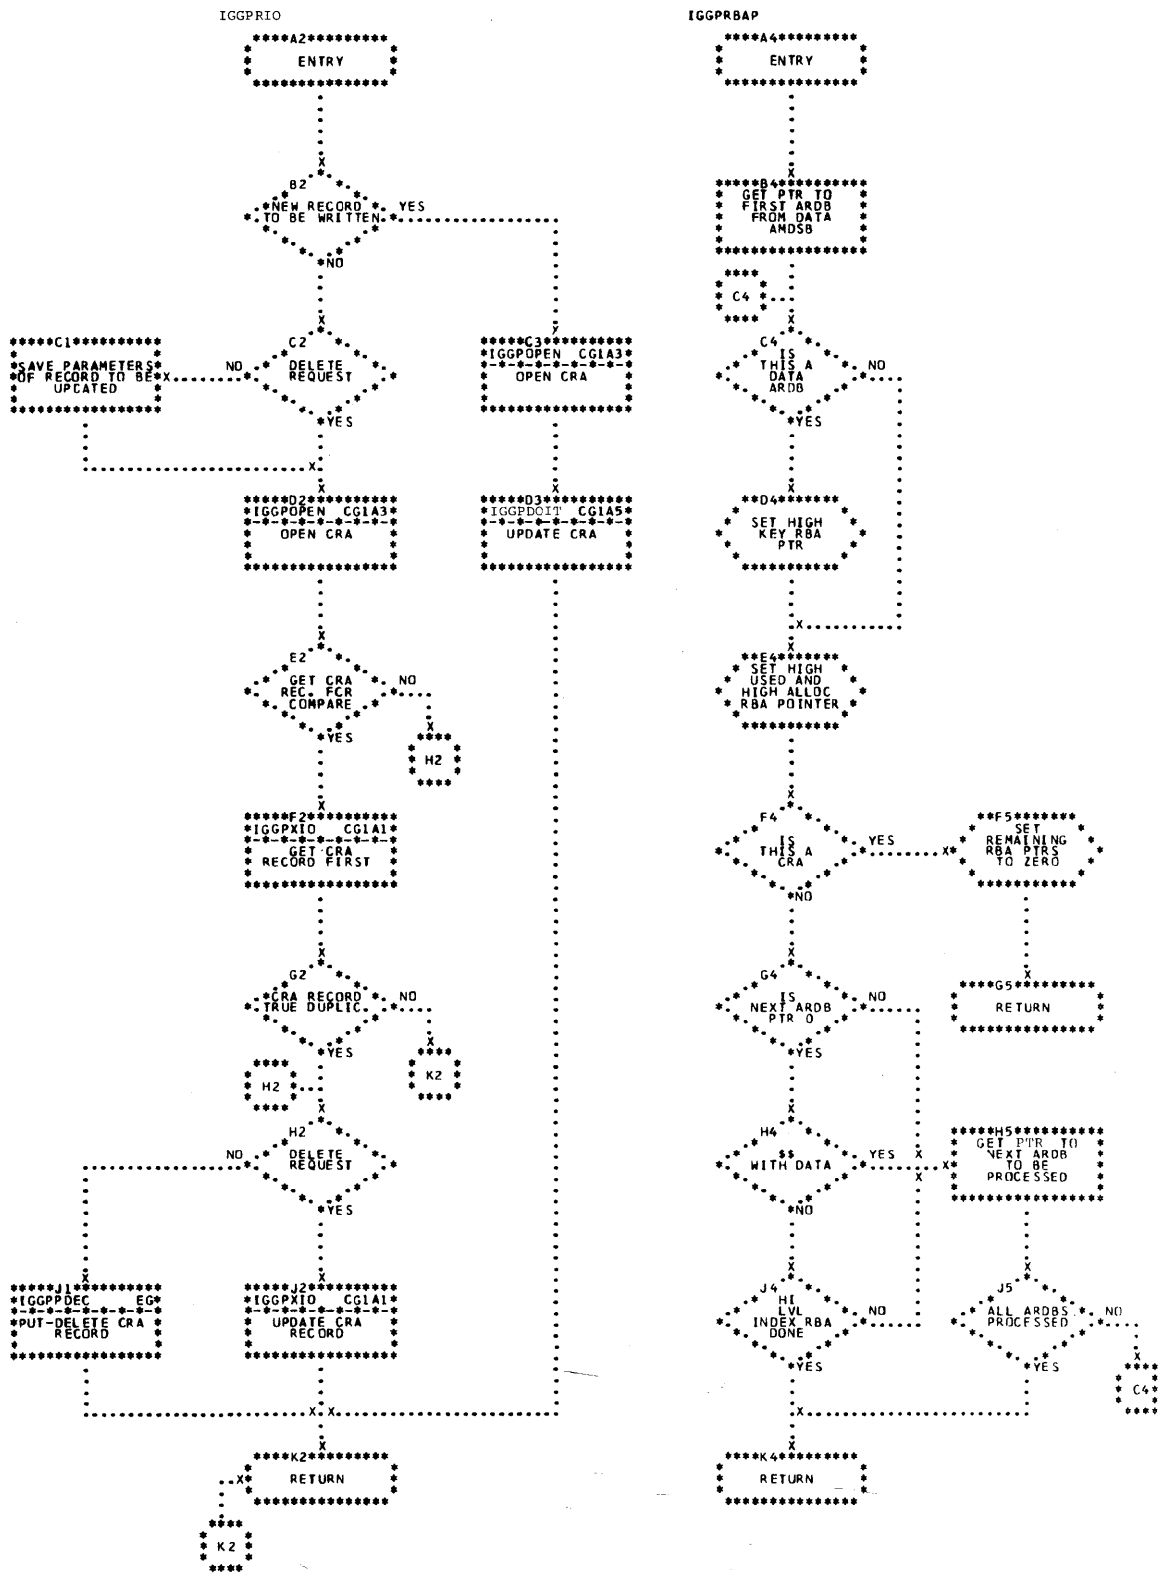 IGGPRIO
A2
ENTRY
B2
NEW RECORD
TO BE WRITTEN
YES
NO
C1
SAVE PARAMETERS
OF RECORD TO BE
UPCATED
NO
C2
DELETE
REQUEST
YES
C3
IGGPOPEN CG1A3
OPEN CRA
D2
IGGPOPEN CG1A3
OPEN CRA
D3
IGGPDOIT CG1A5
UPDATE CRA
E2
GET CRA
REC. FCR
COMPARE
NO
YES
H2
F2
IGGPXIO CG1A1
GET CRA
RECORD FIRST
G2
CRA RECORD
TRUE DUPLIC.
NO
YES
K2
H2
H2
DELETE
REQUEST
NO
YES
J1
IGGPPDEC EG
PUT-DELETE CRA
RECORD
J2
IGGPXIO CG1A1
UPDATE CRA
RECORD
K2
RETURN
K2
IGGPRBAP
A4
ENTRY
B4
GET PTR TO
FIRST ARDB
FROM DATA
AMDSB
C4
C4
IS
THIS A
DATA
ARDB
NO
YES
D4
SET HIGH
KEY RBA
PTR
E4
SET HIGH
USED AND
HIGH ALLOC
RBA POINTER
F4
IS
THIS A
CRA
YES
NO
F5
SET
REMAINING
RBA PTRS
TO ZERO
G4
IS
NEXT ARDB
PTR 0
NO
YES
G5
RETURN
H4
$$
WITH DATA
YES
NO
H5
GET PTR TO
NEXT ARDB
TO BE
PROCESSED
J4
HI
LVL
INDEX RBA
DONE
NO
YES
J5
ALL ARDBS
PROCESSED
NO
YES
C4
K4
RETURN